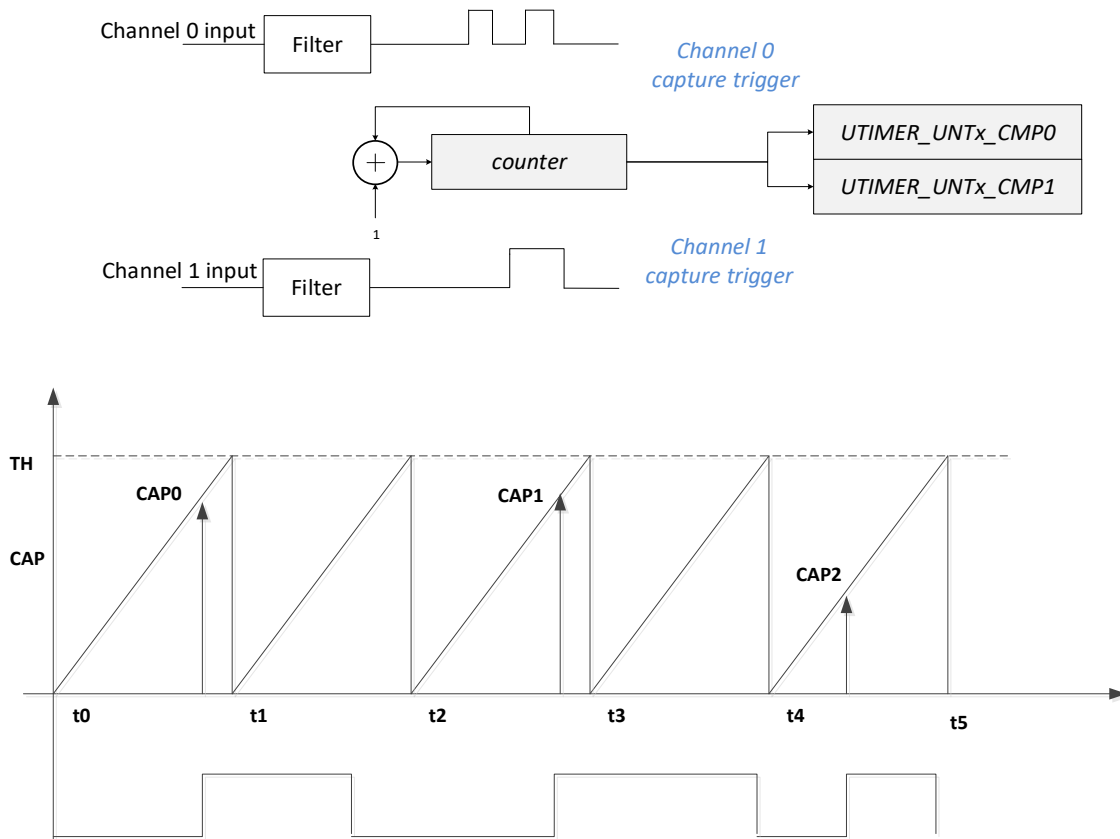 Channel 0 input
Filter
Channel 0
capture trigger
UTIMER_UNTx_CMP0
+
counter
UTIMER_UNTx_CMP1
1
Channel 1 input
Filter
Channel 1
capture trigger
TH
CAP0
CAP1
CAP
CAP2
t0
t1
t2
t3
t4
t5